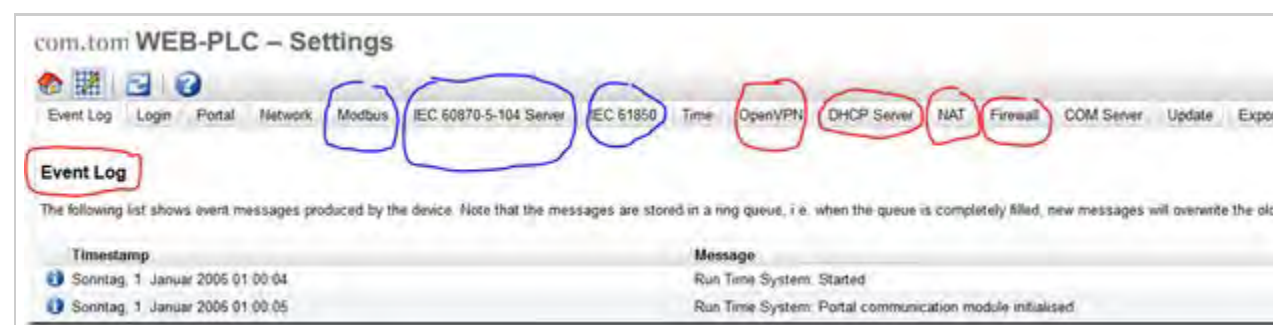 com.tom WEB-PLC – Settings
Event Log Login Portal Network Modbus IEC 60870-5-104 Server IEC 61850 Time OpenVPN DHCP Server NAT Firewall COM Server Update Expor
Event Log
The following list shows event messages produced by the device. Note that the messages are stored in a ring queue, i.e. when the queue is completely filled, new messages will overwrite the old
Timestamp Message
Sonntag, 1. Januar 2006 01:00:04 Run Time System: Started
Sonntag, 1. Januar 2006 01:00:05 Run Time System: Portal communication module initialised